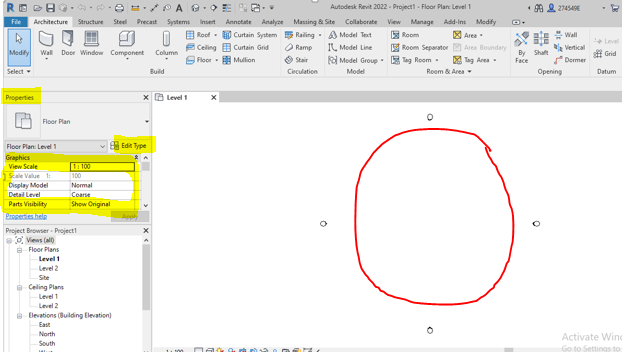 Autodesk Revit 2022 - Project1 - Floor Plan: Level 1
274549E
File Architecture Structure Steel Precast Systems Insert Annotate Analyze Massing & Site Collaborate View Manage Add-Ins Modify
Modify Wall Door Window Component Column
Roof Curtain System Railing Model Text Room Area Wall Level
Ceiling Curtain Grid Ramp Model Line Room Separator Area Boundary Vertical Grid
Floor Mullion Stair Model Group Tag Room Tag Area Dormer
By Face Shaft
Select Build Circulation Model Room & Area Opening Datum
Properties
Level 1
Floor Plan
Floor Plan: Level 1 Edit Type
Graphics
View Scale 1 : 100
Scale Value 1: 100
Display Model Normal
Detail Level Coarse
Parts Visibility Show Original
Properties help Apply
Project Browser - Project1
Views (all)
Floor Plans
Level 1
Level 2
Site
Ceiling Plans
Level 1
Level 2
Elevations (Building Elevation)
East
North
South
1 : 100
Activate Win
Go to Settings to